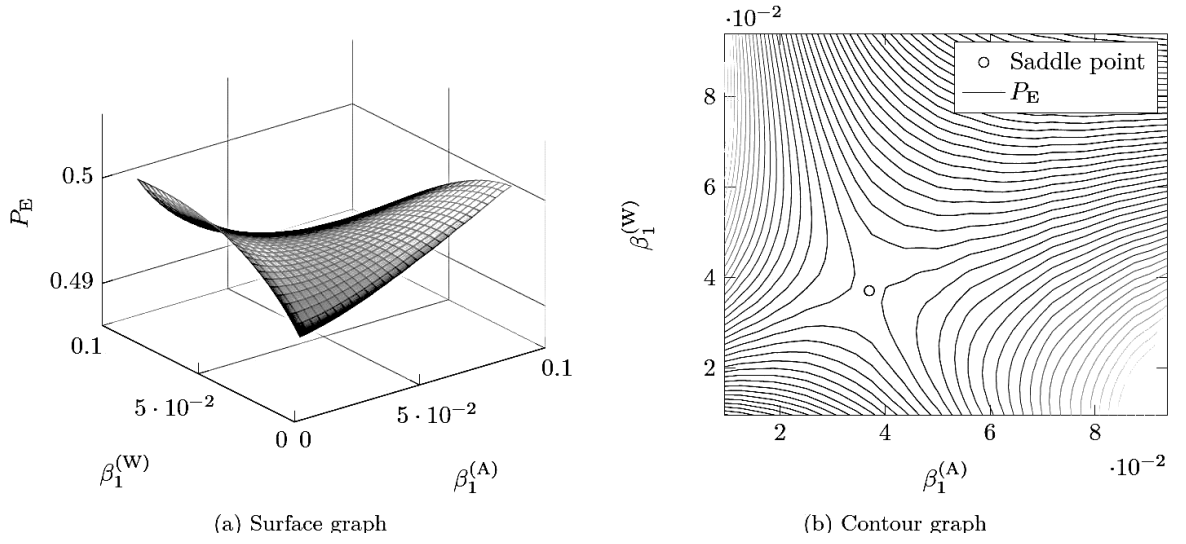 0.5
P_E
0.49
0.1
5 · 10^−2
0 0
5 · 10^−2
0.1
β_1^(W)
β_1^(A)
(a) Surface graph
·10^−2
Saddle point
P_E
8
6
4
2
β_1^(W)
2 4 6 8
·10^−2
β_1^(A)
(b) Contour graph